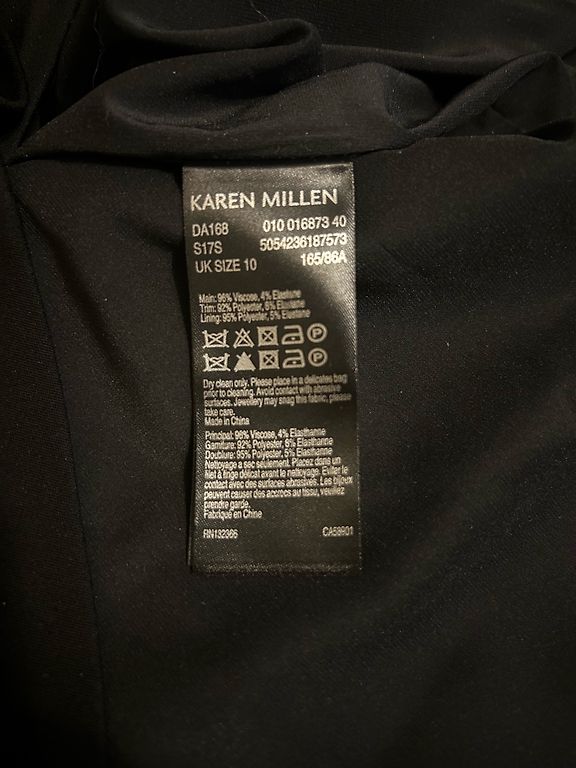 KAREN MILLEN
DA168 010 016873 40
S17S 5054236187573
UK SIZE 10 165/86A
Main: 96% Viscose, 4% Elastane
Trim: 92% Polyester, 8% Elastane
Lining: 95% Polyester, 5% Elastane
Dry clean only. Please place in a delicates bag
prior to cleaning. Avoid contact with abrasive
surfaces. Jewellery may snag this fabric, please
take care.
Made in China
Principal: 96% Viscose, 4% Elasthanne
Garniture: 92% Polyester, 8% Elasthanne
Doublure: 95% Polyester, 5% Elasthanne
Nettoyage a sec seulement. Placez dans un
filet à linge délicat avant le nettoyage. Eviter le
contact avec des surfaces abrasives. Les bijoux
peuvent causer des accrocs au tissu, veuillez
prendre garde.
Fabriqué en Chine
RN132366 CA58901